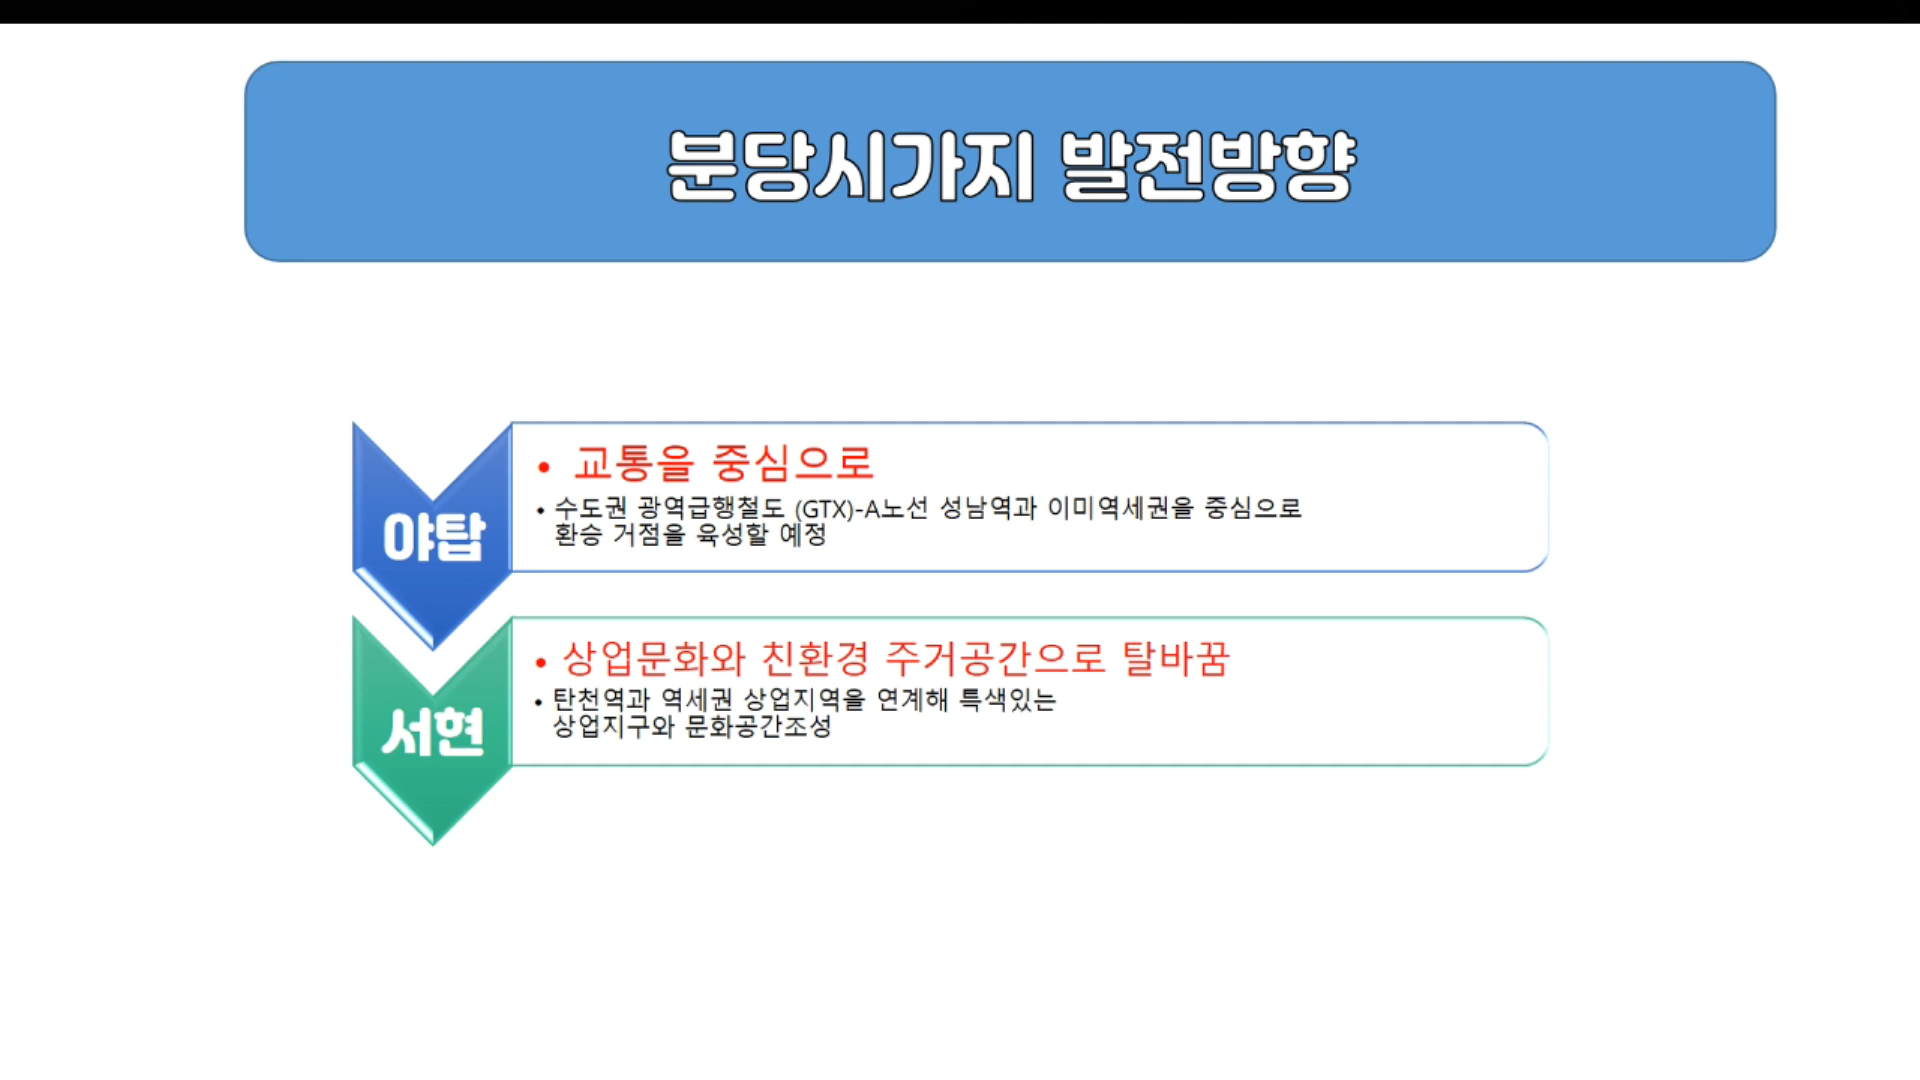 분당시가지 발전방향
야탑
• 교통을 중심으로
• 수도권 광역급행철도 (GTX)-A노선 성남역과 이미역세권을 중심으로
환승 거점을 육성할 예정
서현
• 상업문화와 친환경 주거공간으로 탈바꿈
• 탄천역과 역세권 상업지역을 연계해 특색있는
상업지구와 문화공간조성